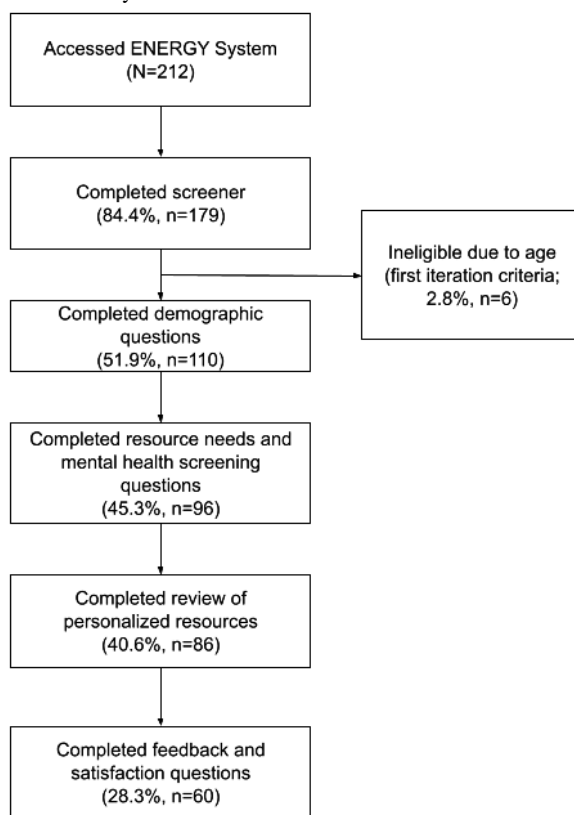 Accessed ENERGY System
(N=212)
Completed screener
(84.4%, n=179)
Ineligible due to age
(first iteration criteria;
2.8%, n=6)
Completed demographic
questions
(51.9%, n=110)
Completed resource needs and
mental health screening
questions
(45.3%, n=96)
Completed review of
personalized resources
(40.6%, n=86)
Completed feedback and
satisfaction questions
(28.3%, n=60)